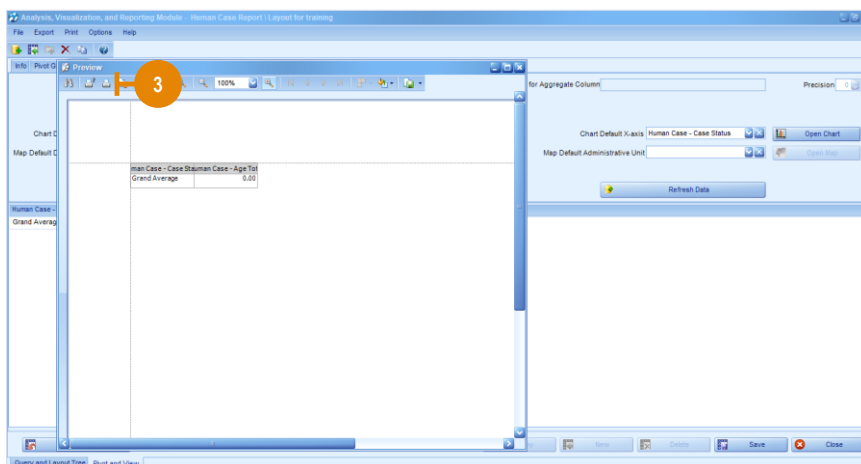 Analysis, Visualization, and Reporting Module - Human Case Report \ Layout for training
File Export Print Options Help
Info Pivot G
Preview
100%
3
for Aggregate Column
Precision 0
Chart D
Chart Default X-axis Human Case - Case Status Open Chart
Map Default D
Map Default Administrative Unit Open Map
Refresh Data
man Case - Case Sta uman Case - Age Tot
Grand Average 0.00
Human Case -
Grand Averag
New Delete Save Close
Query and Layout Tree Pivot and View